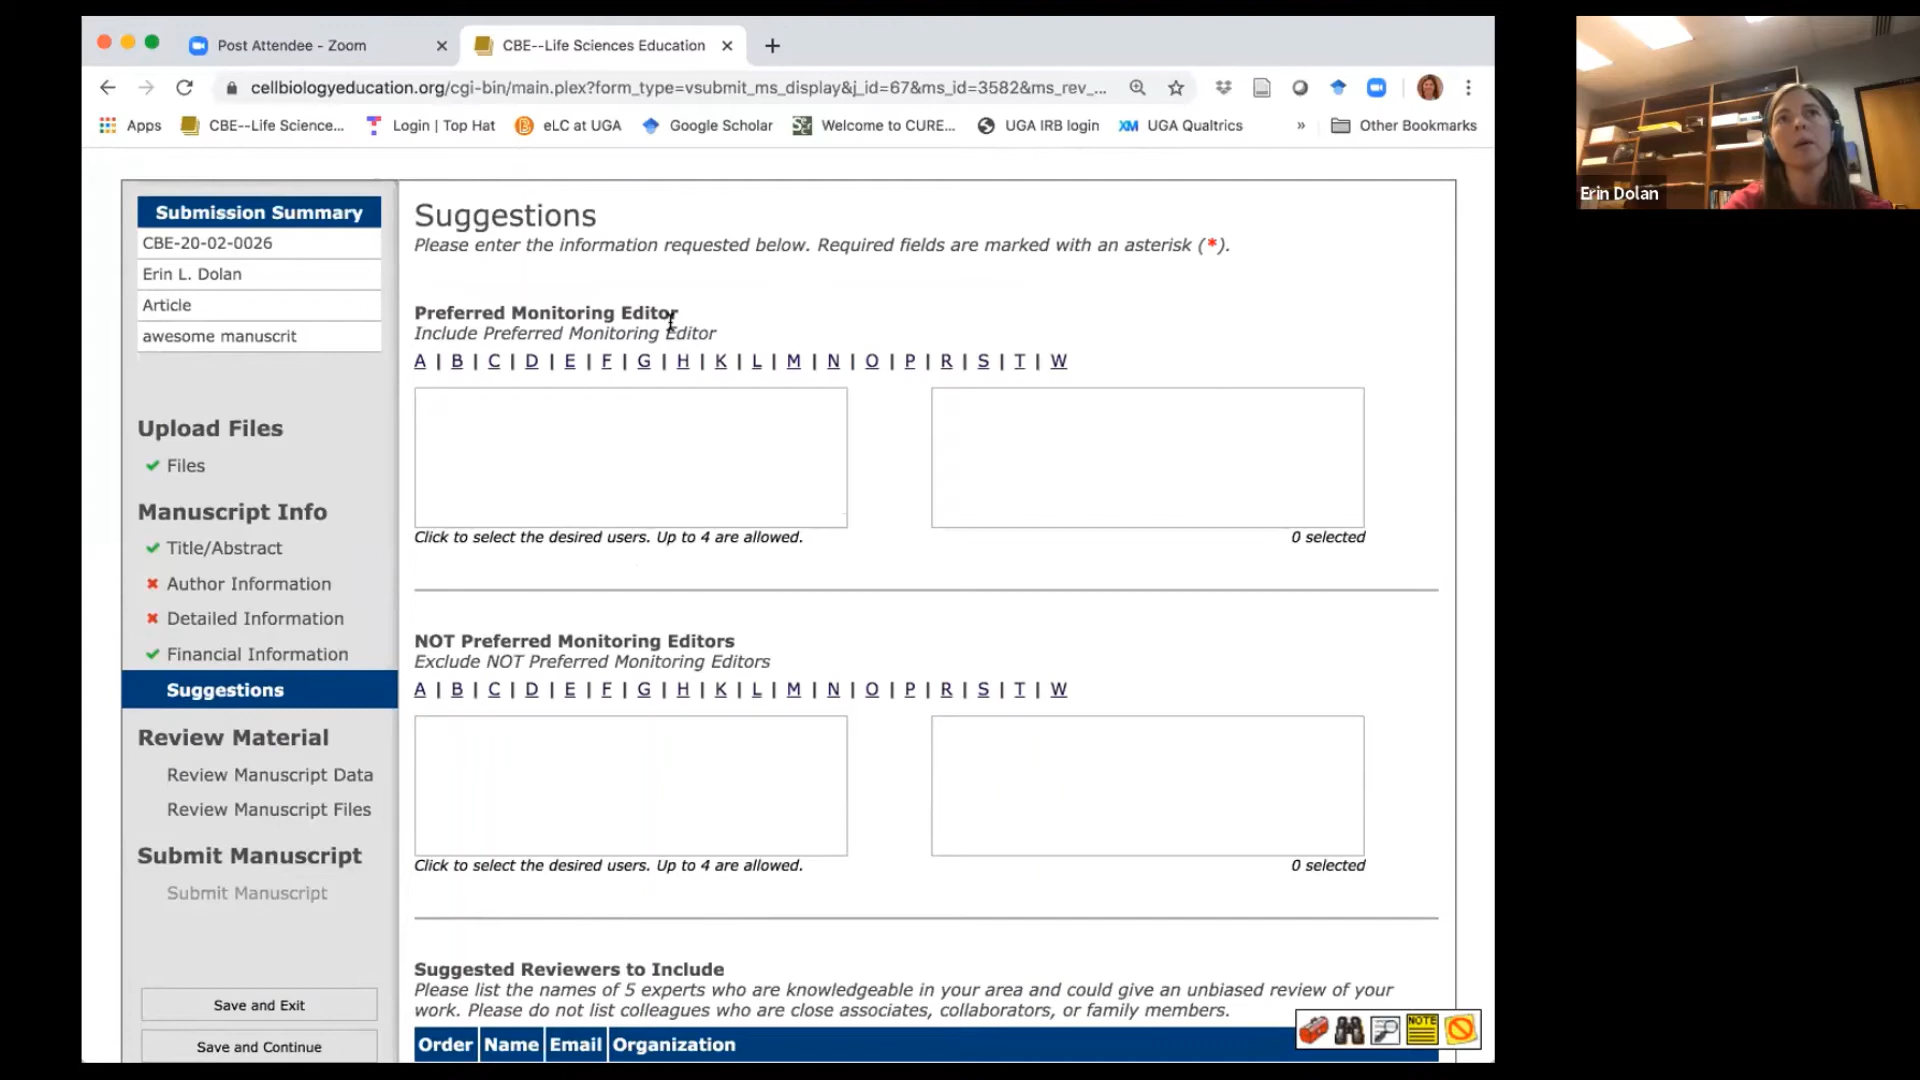 Post Attendee - Zoom
CBE--Life Sciences Education
cellbiologyeducation.org/cgi-bin/main.plex?form_type=vsubmit_ms_display&j_id=67&ms_id=3582&ms_rev_...
Apps
CBE--Life Science...
Login | Top Hat
eLC at UGA
Google Scholar
Welcome to CURE...
UGA IRB login
UGA Qualtrics
»
Other Bookmarks
Erin Dolan
Submission Summary
CBE-20-02-0026
Erin L. Dolan
Article
awesome manuscrit
Upload Files
Files
Manuscript Info
Title/Abstract
Author Information
Detailed Information
Financial Information
Suggestions
Review Material
Review Manuscript Data
Review Manuscript Files
Submit Manuscript
Submit Manuscript
Save and Exit
Save and Continue
Suggestions
Please enter the information requested below. Required fields are marked with an asterisk (*).
Preferred Monitoring Editor
Include Preferred Monitoring Editor
A | B | C | D | E | F | G | H | K | L | M | N | O | P | R | S | T | W
Click to select the desired users. Up to 4 are allowed.
0 selected
NOT Preferred Monitoring Editors
Exclude NOT Preferred Monitoring Editors
A | B | C | D | E | F | G | H | K | L | M | N | O | P | R | S | T | W
Click to select the desired users. Up to 4 are allowed.
0 selected
Suggested Reviewers to Include
Please list the names of 5 experts who are knowledgeable in your area and could give an unbiased review of your
work. Please do not list colleagues who are close associates, collaborators, or family members.
Order Name Email Organization
NOTE